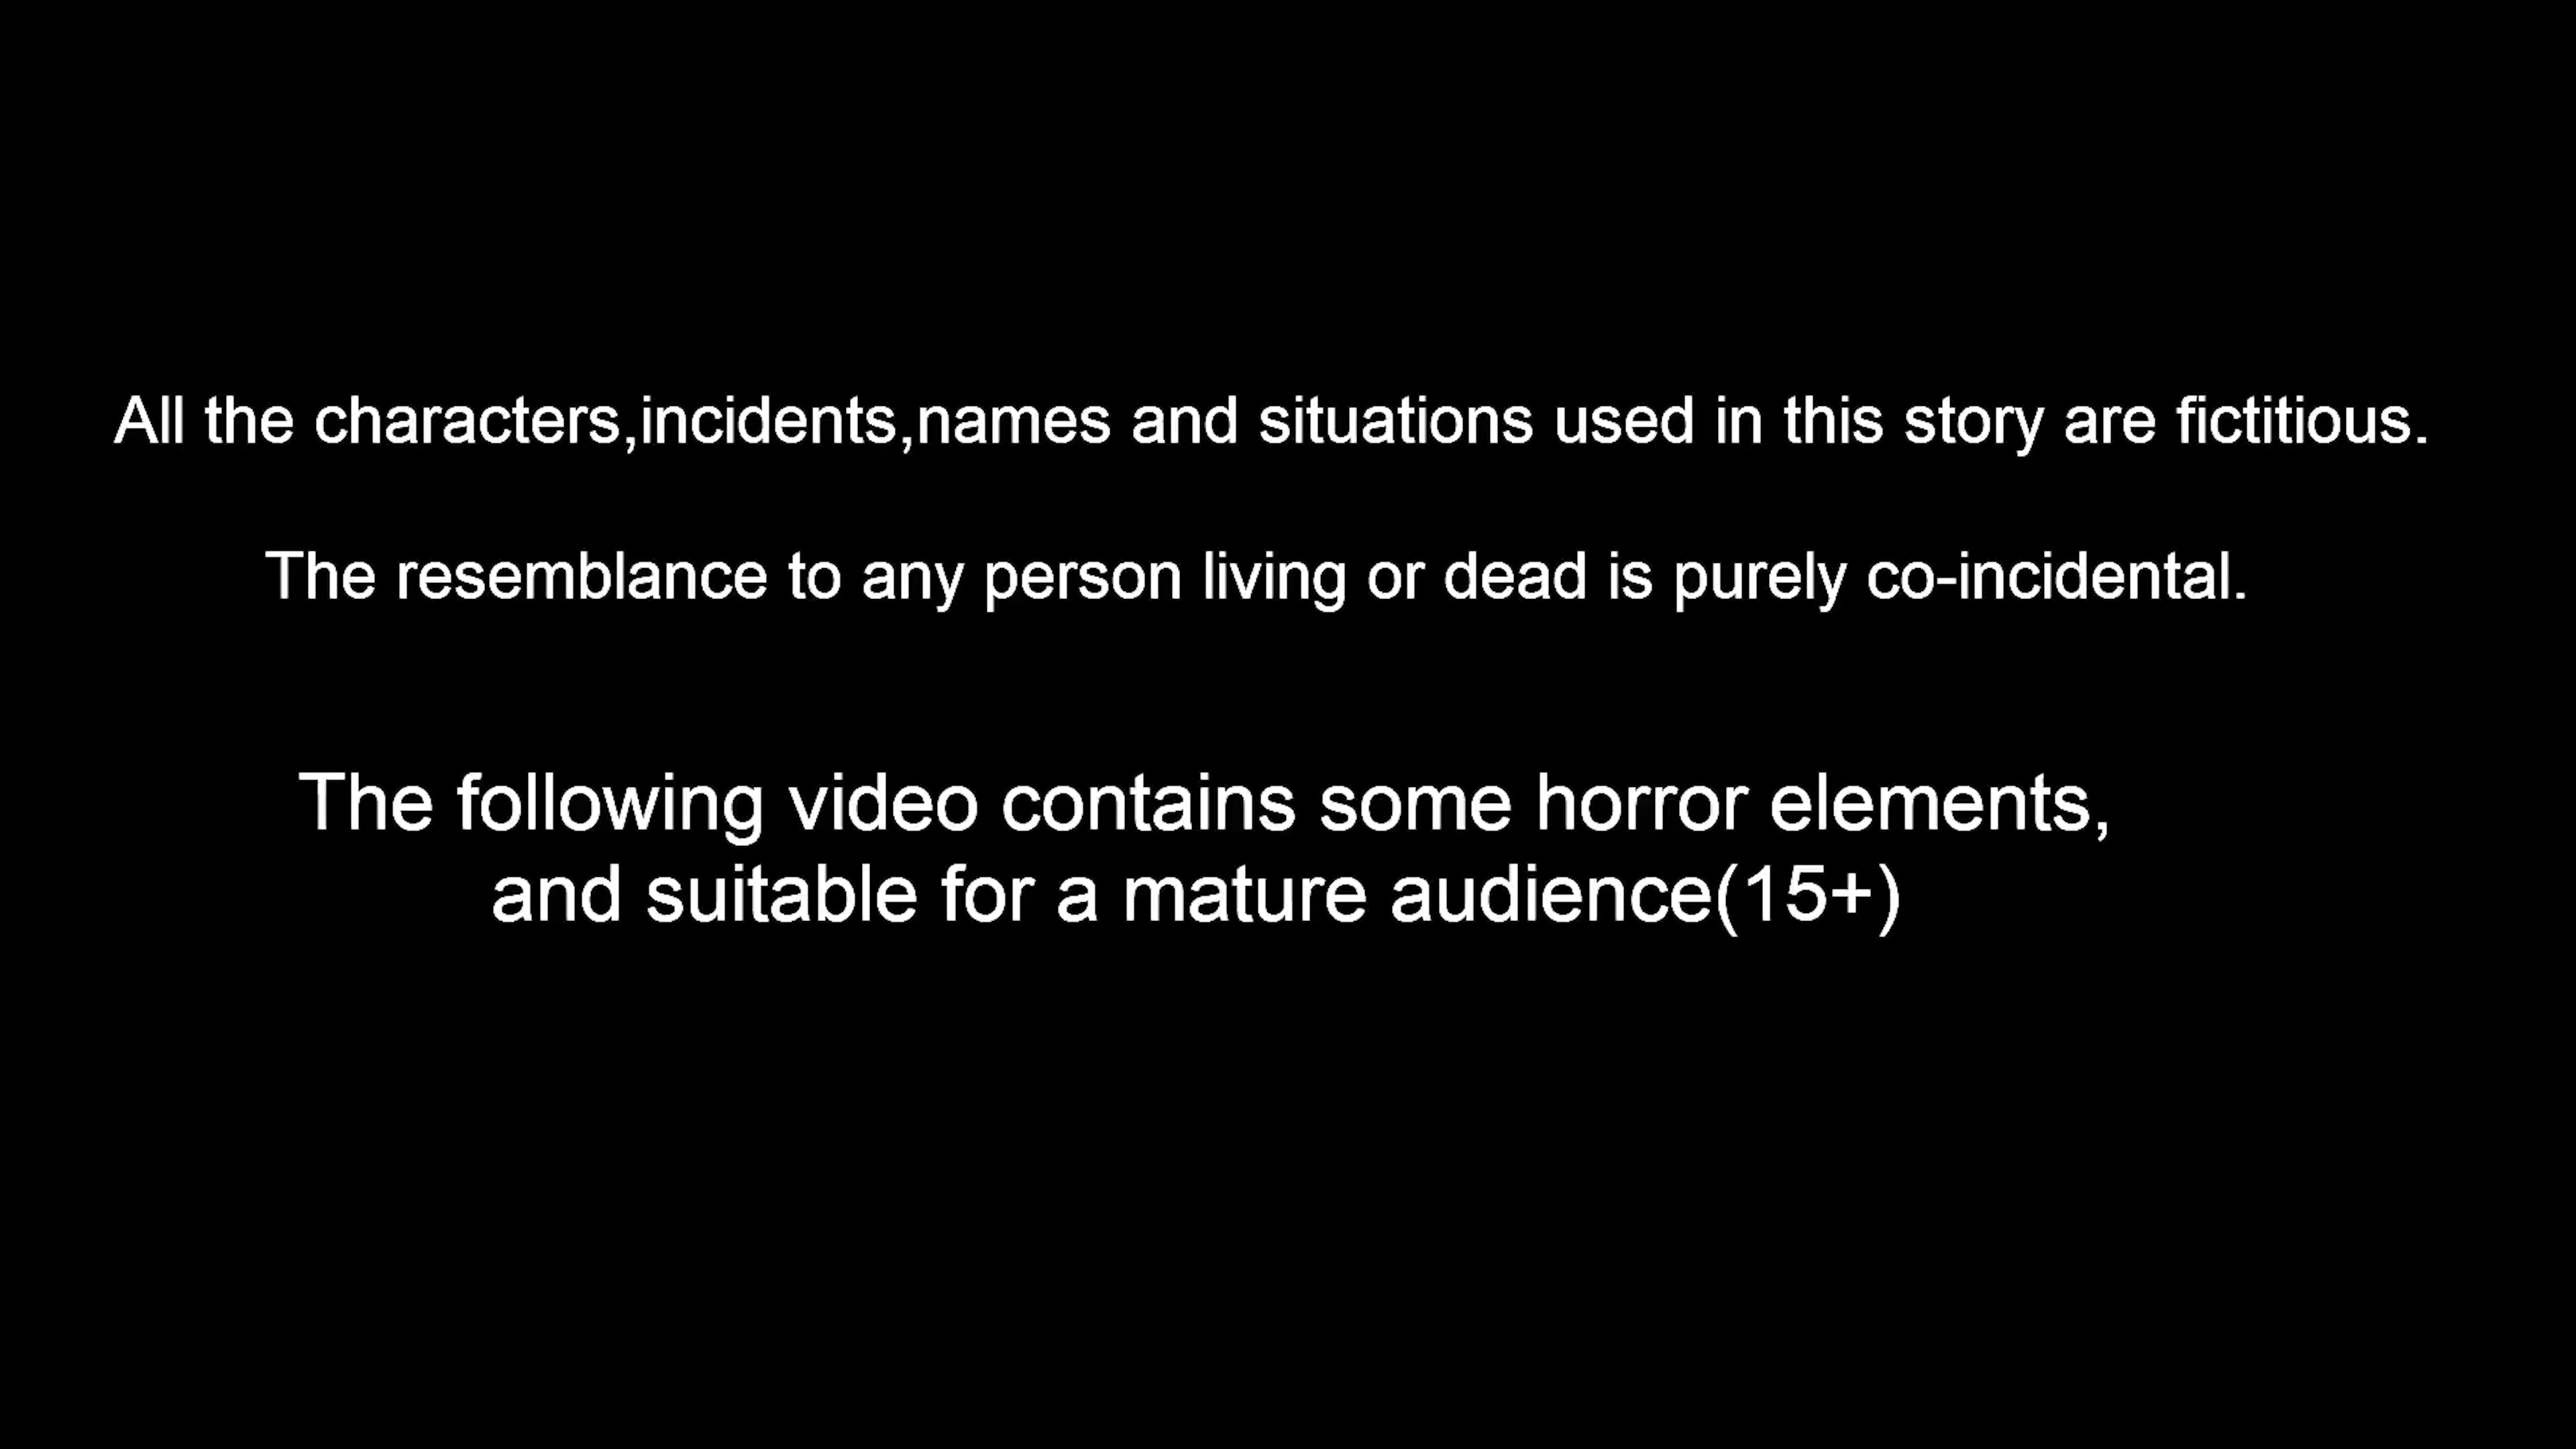 All the characters,incidents,names and situations used in this story are fictitious.
The resemblance to any person living or dead is purely co-incidental.
The following video contains some horror elements,
and suitable for a mature audience(15+)